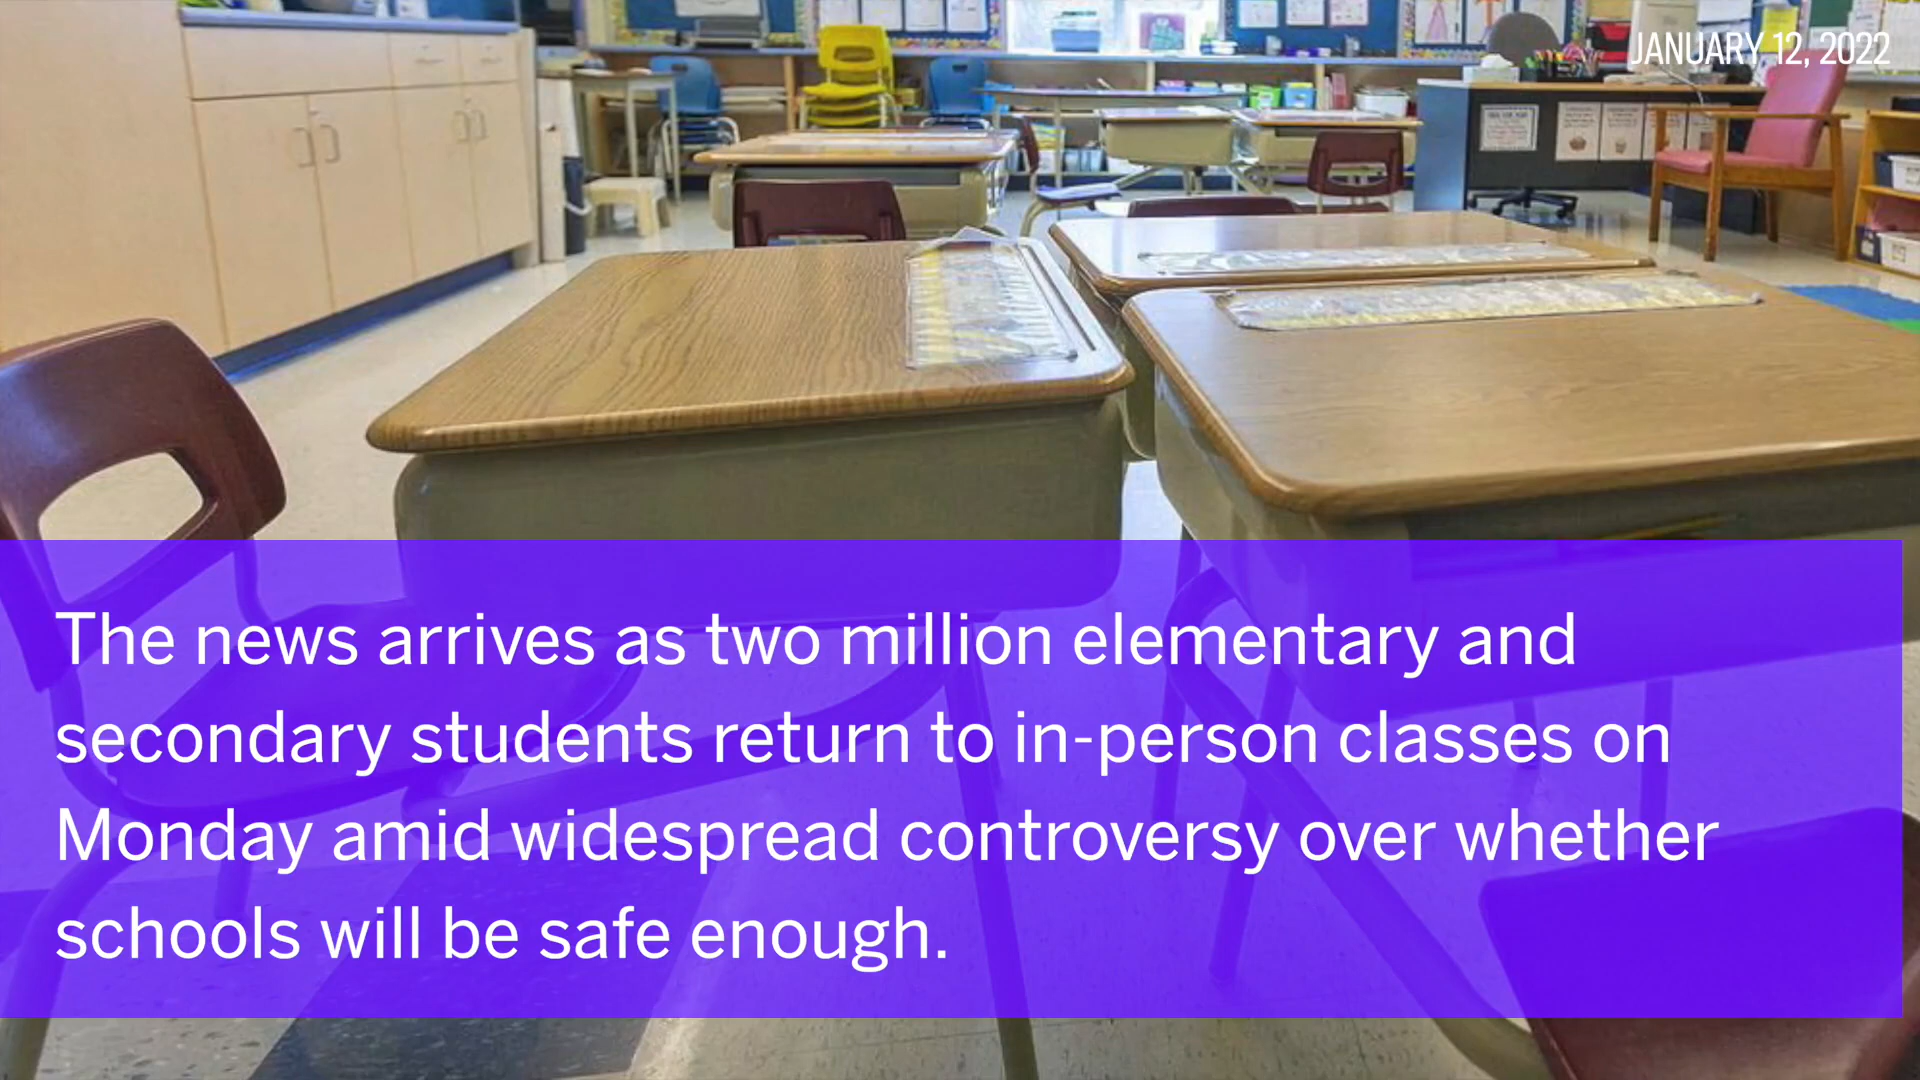 JANUARY 12, 2022
The news arrives as two million elementary and
secondary students return to in-person classes on
Monday amid widespread controversy over whether
schools will be safe enough.